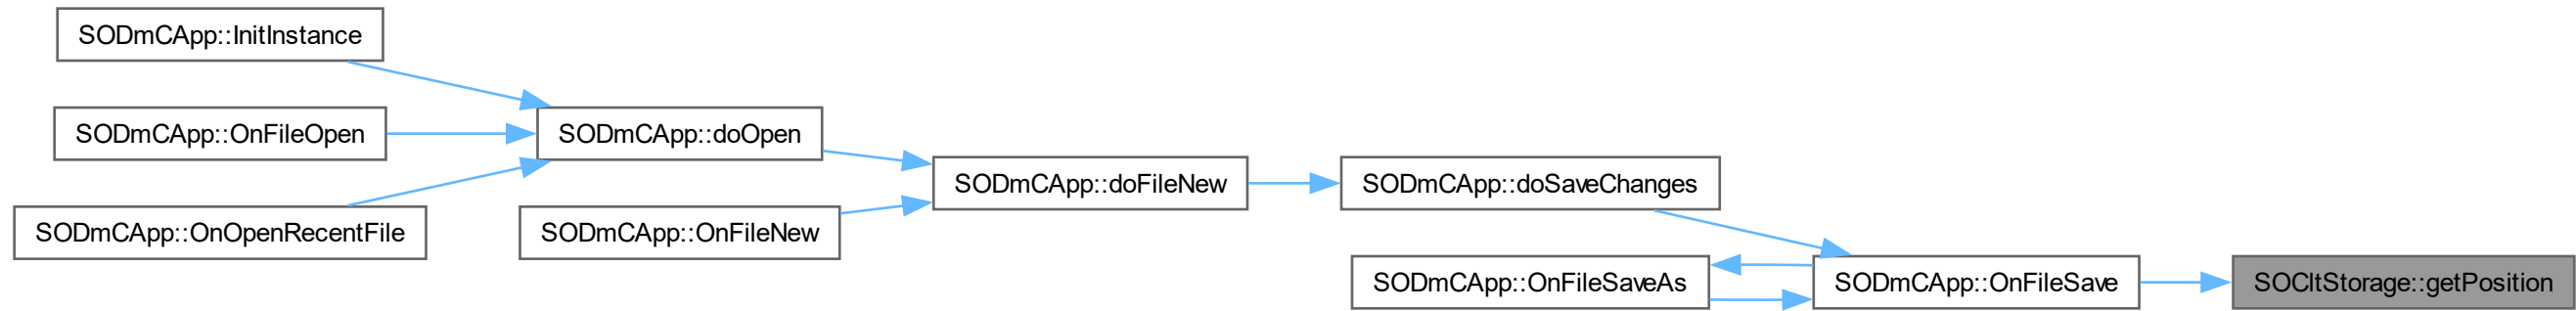 SODmCApp::InitInstance
SODmCApp::OnFileOpen
SODmCApp::OnOpenRecentFile
SODmCApp::doOpen
SODmCApp::OnFileNew
SODmCApp::doFileNew
SODmCApp::doSaveChanges
SODmCApp::OnFileSaveAs
SODmCApp::OnFileSave
SOCltStorage::getPosition